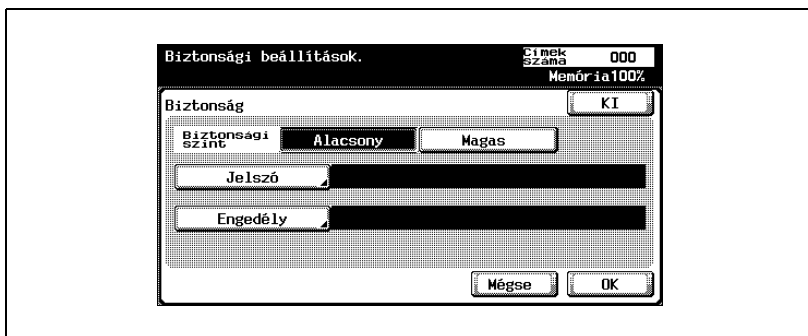 Biztonsági beállítások.
Címek száma 000
Memória100%
Biztonság
KI
Biztonsági szint
Alacsony
Magas
Jelszó
Engedély
Mégse
OK